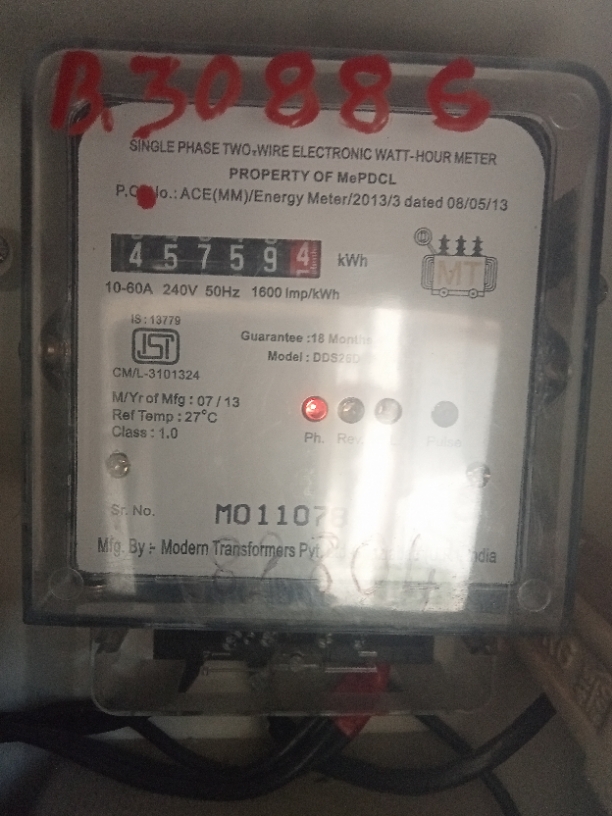 B.30886
SINGLE PHASE TWO-WIRE ELECTRONIC WATT-HOUR METER
PROPERTY OF MePDCL
ACE(MM)/Energy Meter/2013/3 dated 08/05/13
457594 kWh
MT
10-60A 240V 50Hz 1600 Imp/kWh
IS : 13779
Guarantee : 18 Months
Model :
CM/L-3101324
M/Yr of Mfg : 07 / 13
Ref Temp : 27°C
Class : 1.0
Ph. Rev. Pulse
Sr. No.
Mfg. By :- Modern Transformers